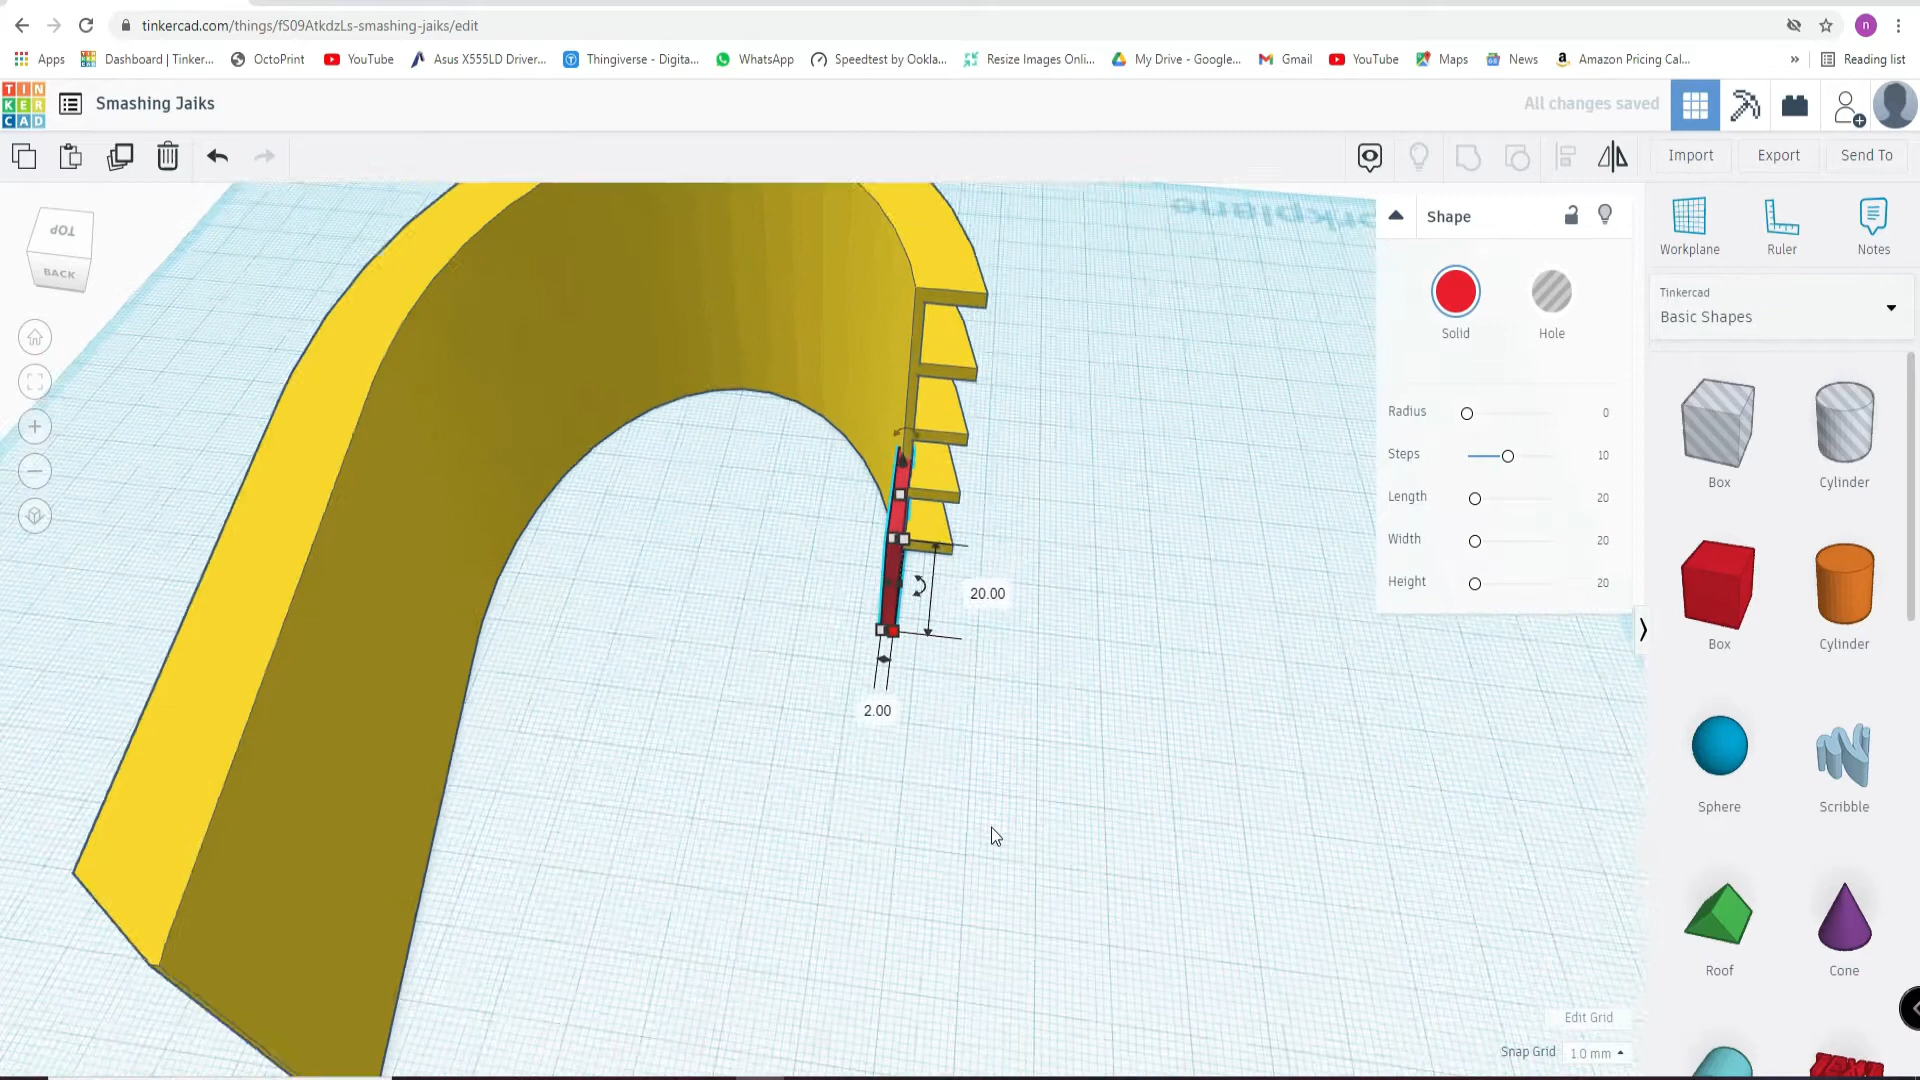 tinkercad.com/things/fS09AtkdzLs-smashing-jaiks/edit
n
Apps
Dashboard | Tinker...
OctoPrint
YouTube
Asus X555LD Driver...
Thingiverse - Digita...
WhatsApp
Speedtest by Ookla...
Resize Images Onli...
My Drive - Google...
Gmail
YouTube
Maps
News
Amazon Pricing Cal...
»
Reading list
TIN
KER
CAD
Smashing Jaiks
All changes saved
Import
Export
Send To
TOP
BACK
Workplane
Ruler
Notes
Shape
Solid
Hole
Tinkercad
Basic Shapes
Radius 0
Steps 10
Length 20
Width 20
Height 20
20.00
2.00
Box
Cylinder
Box
Cylinder
Sphere
Scribble
Roof
Cone
Edit Grid
Snap Grid 1.0 mm